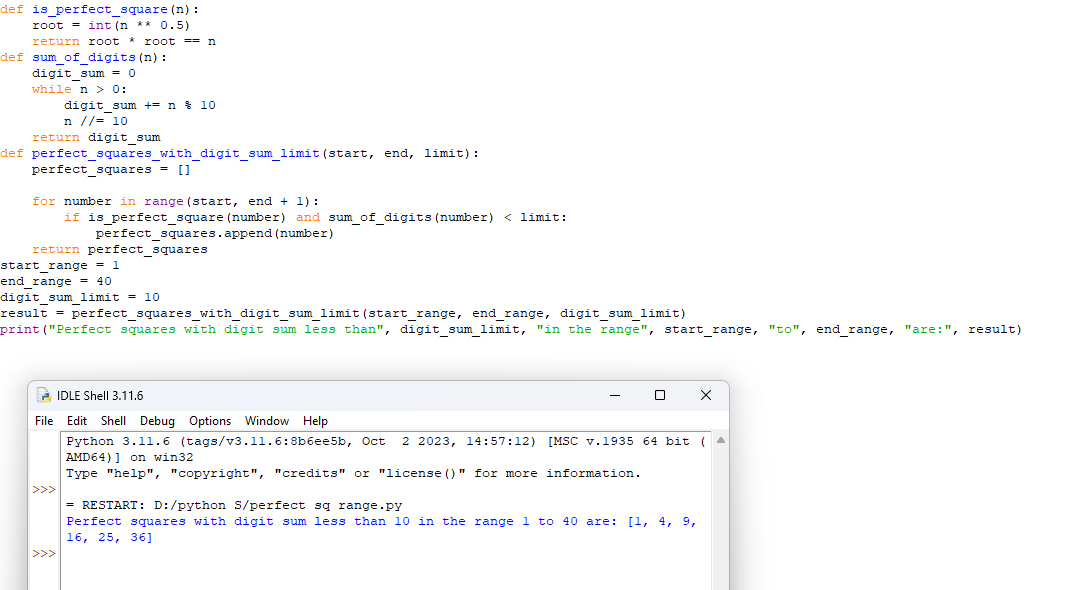 def is_perfect_square(n):
    root = int(n ** 0.5)
    return root * root == n
def sum_of_digits(n):
    digit_sum = 0
    while n > 0:
        digit_sum += n % 10
        n //= 10
    return digit_sum
def perfect_squares_with_digit_sum_limit(start, end, limit):
    perfect_squares = []

    for number in range(start, end + 1):
        if is_perfect_square(number) and sum_of_digits(number) < limit:
            perfect_squares.append(number)
    return perfect_squares
start_range = 1
end_range = 40
digit_sum_limit = 10
result = perfect_squares_with_digit_sum_limit(start_range, end_range, digit_sum_limit)
print("Perfect squares with digit sum less than", digit_sum_limit, "in the range", start_range, "to", end_range, "are:", result)
IDLE Shell 3.11.6
File Edit Shell Debug Options Window Help
Python 3.11.6 (tags/v3.11.6:8b6ee5b, Oct  2 2023, 14:57:12) [MSC v.1935 64 bit (
AMD64)] on win32
Type "help", "copyright", "credits" or "license()" for more information.
>>>
= RESTART: D:/python S/perfect sq range.py
Perfect squares with digit sum less than 10 in the range 1 to 40 are: [1, 4, 9,
16, 25, 36]
>>>